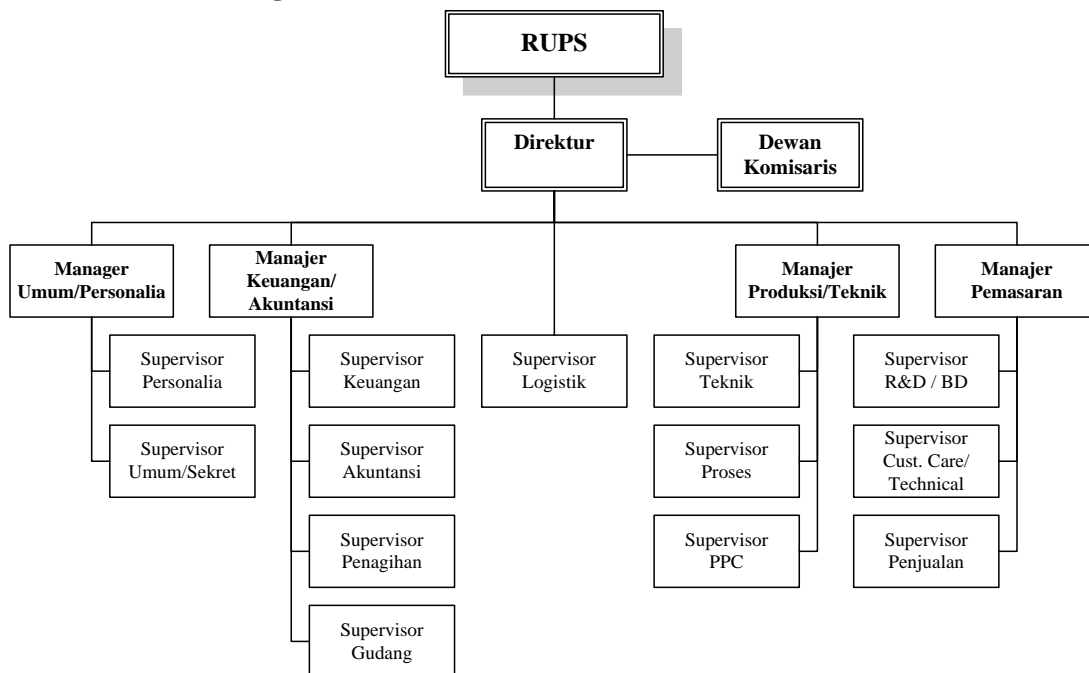 RUPS
Direktur
Dewan
Komisaris
Manager
Umum/Personalia
Manajer
Keuangan/
Akuntansi
Manajer
Produksi/Teknik
Manajer
Pemasaran
Supervisor
Personalia
Supervisor
Keuangan
Supervisor
Logistik
Supervisor
Teknik
Supervisor
R&D / BD
Supervisor
Umum/Sekret
Supervisor
Akuntansi
Supervisor
Proses
Supervisor
Cust. Care/
Technical
Supervisor
Penagihan
Supervisor
PPC
Supervisor
Penjualan
Supervisor
Gudang